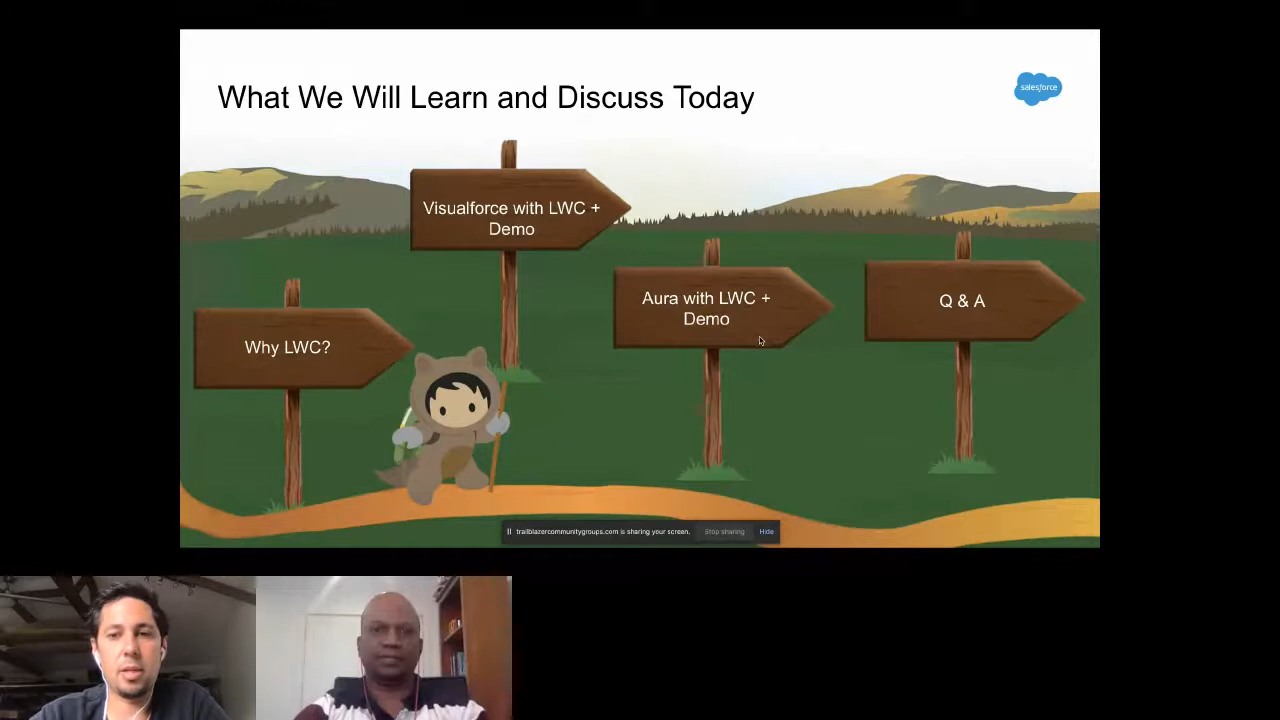 What We Will Learn and Discuss Today
salesforce
Visualforce with LWC +
Demo
Aura with LWC +
Demo
Q & A
Why LWC?
trailblazercommunitygroups.com is sharing your screen.
Stop sharing
Hide